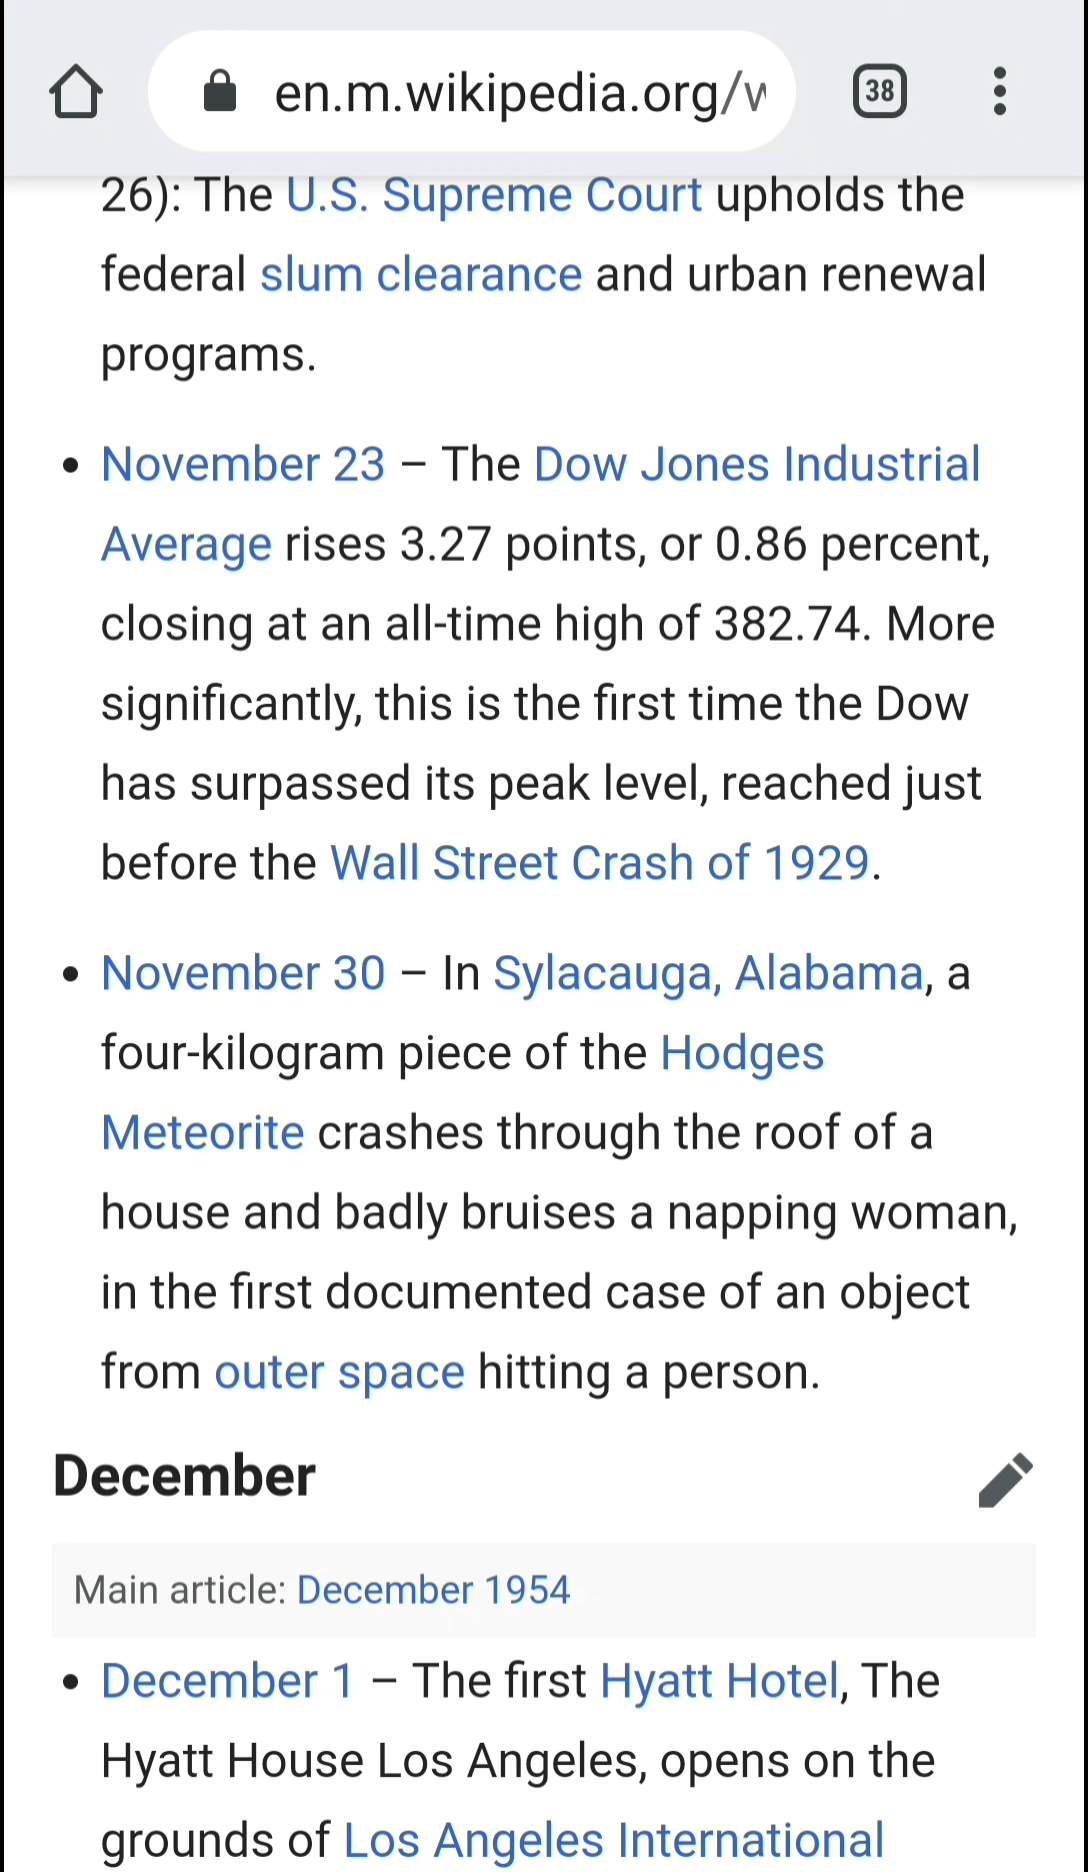 en.m.wikipedia.org/w
38
26): The U.S. Supreme Court upholds the
federal slum clearance and urban renewal
programs.
• November 23 – The Dow Jones Industrial
Average rises 3.27 points, or 0.86 percent,
closing at an all-time high of 382.74. More
significantly, this is the first time the Dow
has surpassed its peak level, reached just
before the Wall Street Crash of 1929.
• November 30 – In Sylacauga, Alabama, a
four-kilogram piece of the Hodges
Meteorite crashes through the roof of a
house and badly bruises a napping woman,
in the first documented case of an object
from outer space hitting a person.
December
Main article: December 1954
• December 1 – The first Hyatt Hotel, The
Hyatt House Los Angeles, opens on the
grounds of Los Angeles International